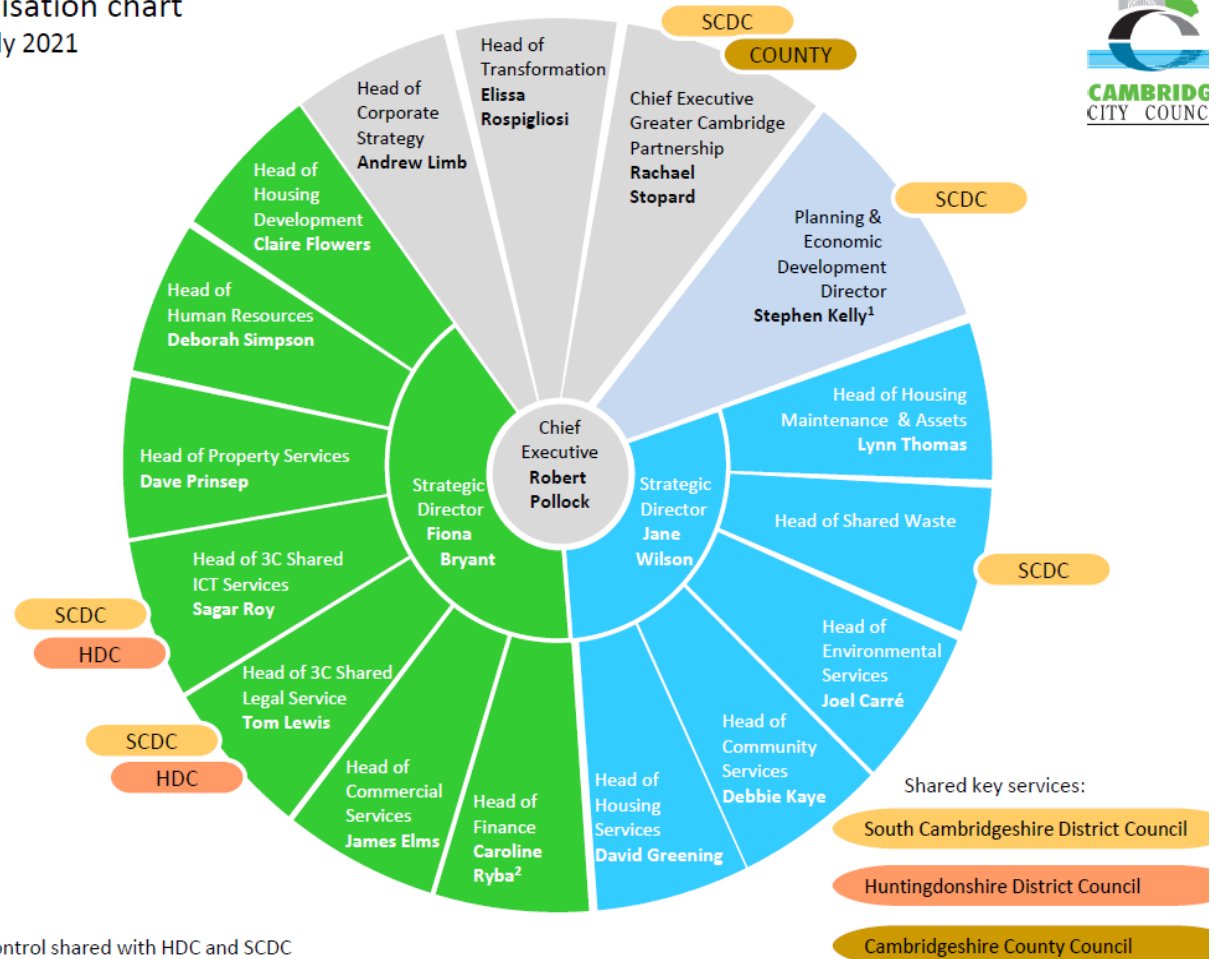 isation chart
ly 2021
SCDC
COUNTY
CAMBRIDG
CITY COUNC
Head of
Transformation
Elissa
Rospigliosi
Head of
Corporate
Strategy
Andrew Limb
Chief Executive
Greater Cambridge
Partnership
Rachael
Stopard
Head of
Housing
Development
Claire Flowers
SCDC
Planning &
Economic
Development
Director
Stephen Kelly¹
Head of
Human Resources
Deborah Simpson
Head of Housing
Maintenance & Assets
Lynn Thomas
Chief
Executive
Robert
Pollock
Head of Property Services
Dave Prinsep
Strategic
Director
Fiona
Bryant
Strategic
Director
Jane
Wilson
Head of Shared Waste
SCDC
Head of 3C Shared
ICT Services
Sagar Roy
SCDC
HDC
Head of
Environmental
Services
Joel Carré
Head of 3C Shared
Legal Service
Tom Lewis
SCDC
HDC
Head of
Community
Services
Debbie Kaye
Head of
Commercial
Services
James Elms
Head of
Finance
Caroline
Ryba²
Head of
Housing
Services
David Greening
Shared key services:
South Cambridgeshire District Council
Huntingdonshire District Council
Cambridgeshire County Council
ontrol shared with HDC and SCDC